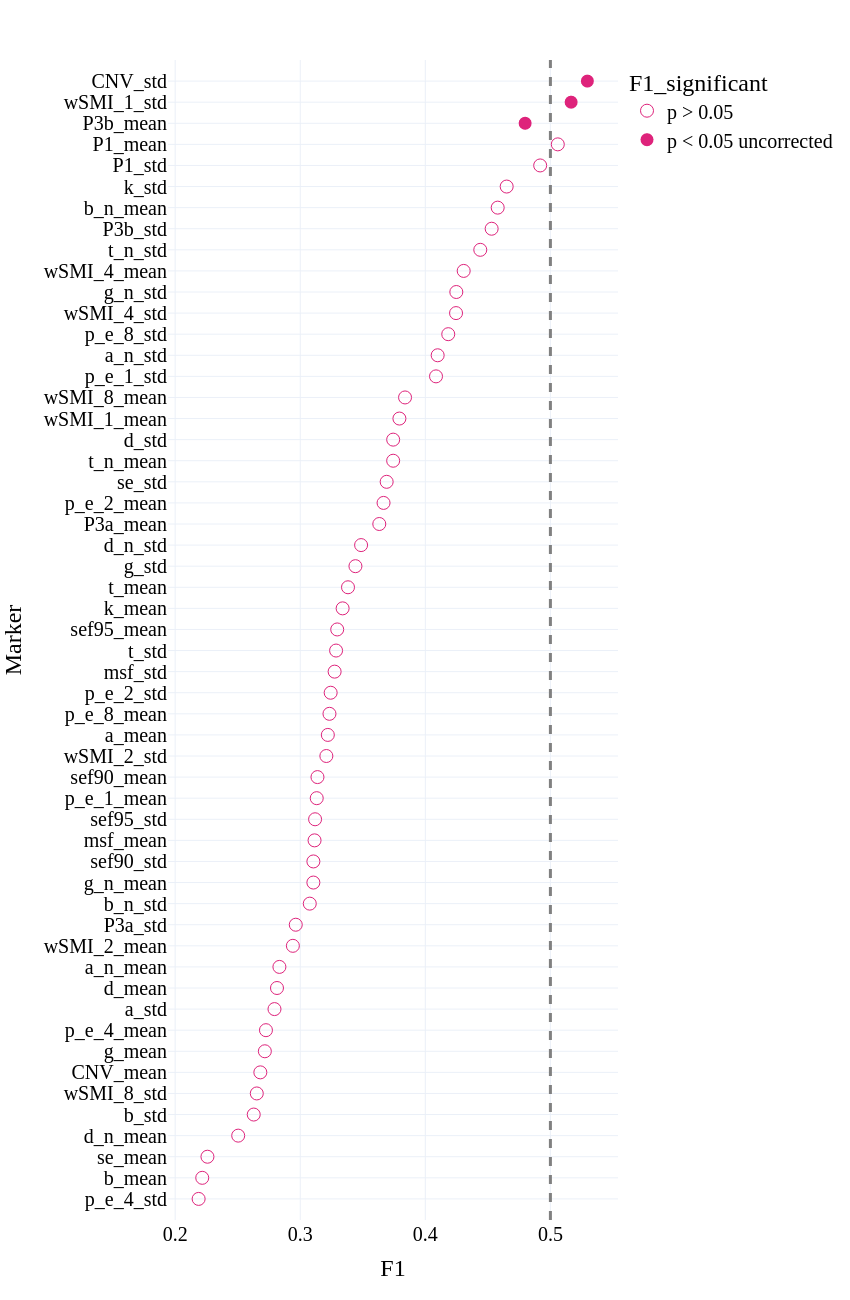 CNV_std
wSMI_1_std
P3b_mean
P1_mean
P1_std
k_std
b_n_mean
P3b_std
t_n_std
wSMI_4_mean
g_n_std
wSMI_4_std
p_e_8_std
a_n_std
p_e_1_std
wSMI_8_mean
wSMI_1_mean
d_std
t_n_mean
se_std
p_e_2_mean
P3a_mean
d_n_std
g_std
t_mean
k_mean
sef95_mean
t_std
msf_std
p_e_2_std
p_e_8_mean
a_mean
wSMI_2_std
sef90_mean
p_e_1_mean
sef95_std
msf_mean
sef90_std
g_n_mean
b_n_std
P3a_std
wSMI_2_mean
a_n_mean
d_mean
a_std
p_e_4_mean
g_mean
CNV_mean
wSMI_8_std
b_std
d_n_mean
se_mean
b_mean
p_e_4_std
Marker
0.2 0.3 0.4 0.5
F1
F1_significant
p > 0.05
p < 0.05 uncorrected